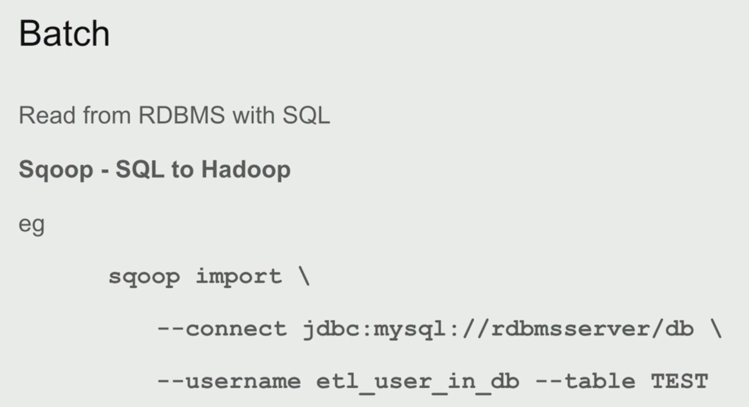 Batch
Read from RDBMS with SQL
Sqoop - SQL to Hadoop
eg
sqoop import \
--connect jdbc:mysql://rdbmsserver/db \
--username etl_user_in_db --table TEST